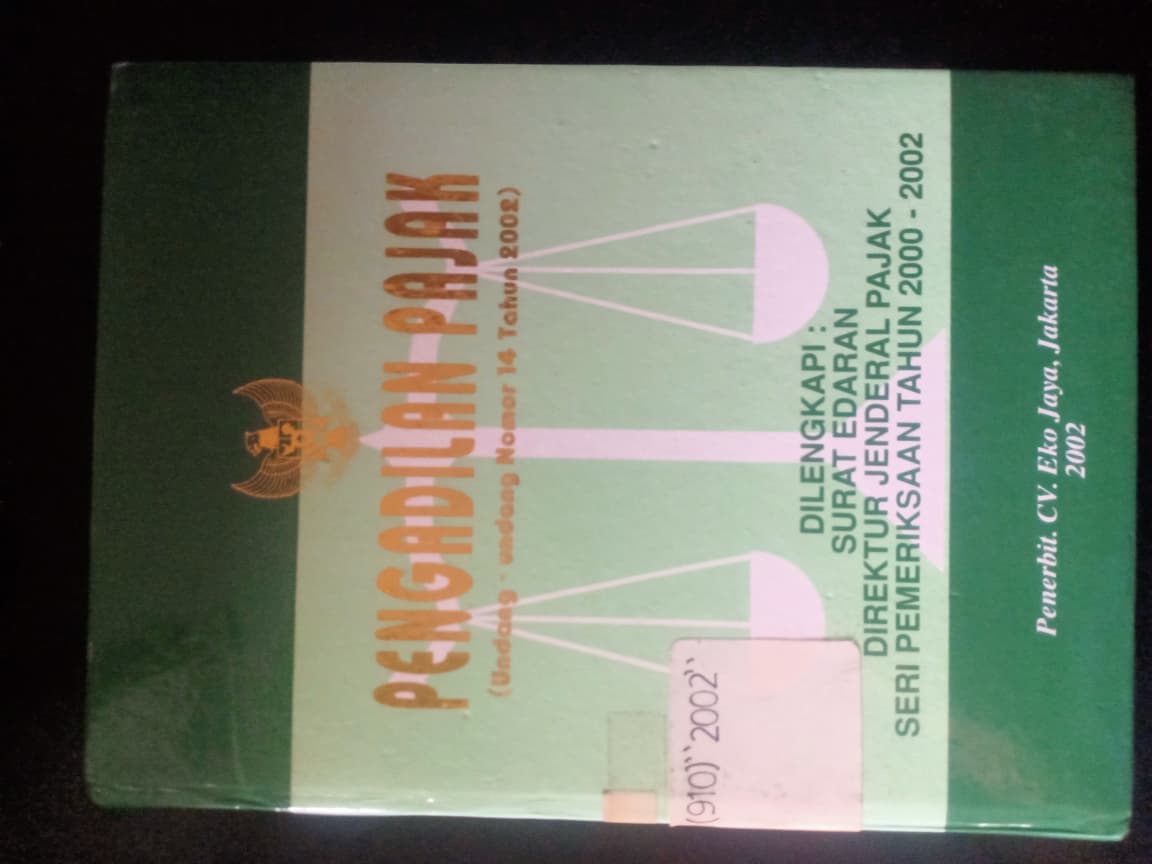 PENGADILAN PAJAK
(Undang - undang Nomor 14 Tahun 2002)
DILENGKAPI :
SURAT EDARAN
DIREKTUR JENDERAL PAJAK
SERI PEMERIKSAAN TAHUN 2000 - 2002
(910)``2002``
Penerbit. CV. Eko Jaya, Jakarta
2002